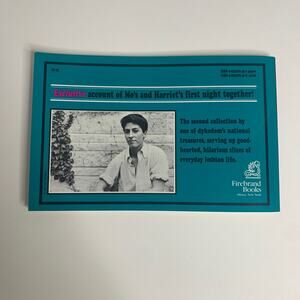 Exclusive account of Mo's and Harriet's first night together!
The second collection by
one of dykedom's national
treasures, serving up good-
hearted, hilarious slices of
everyday lesbian life.
Firebrand
Books